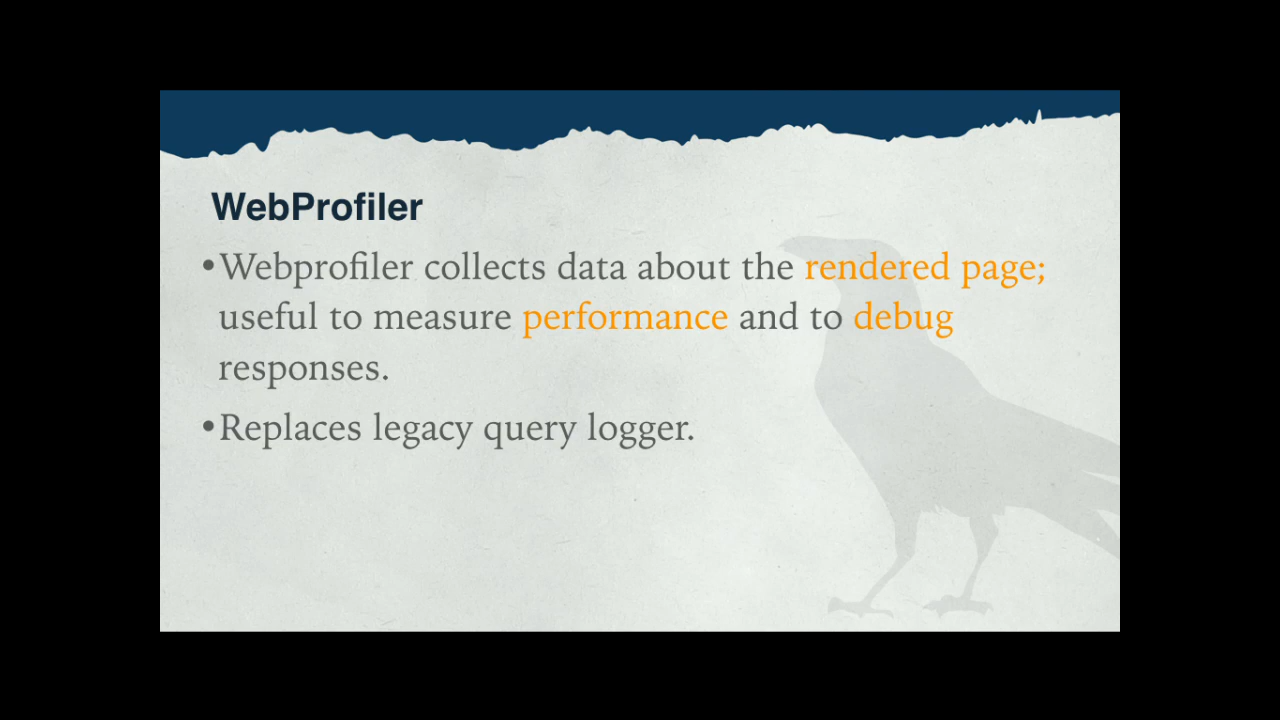 WebProfiler
•Webprofiler collects data about the rendered page;
useful to measure performance and to debug
responses.
•Replaces legacy query logger.